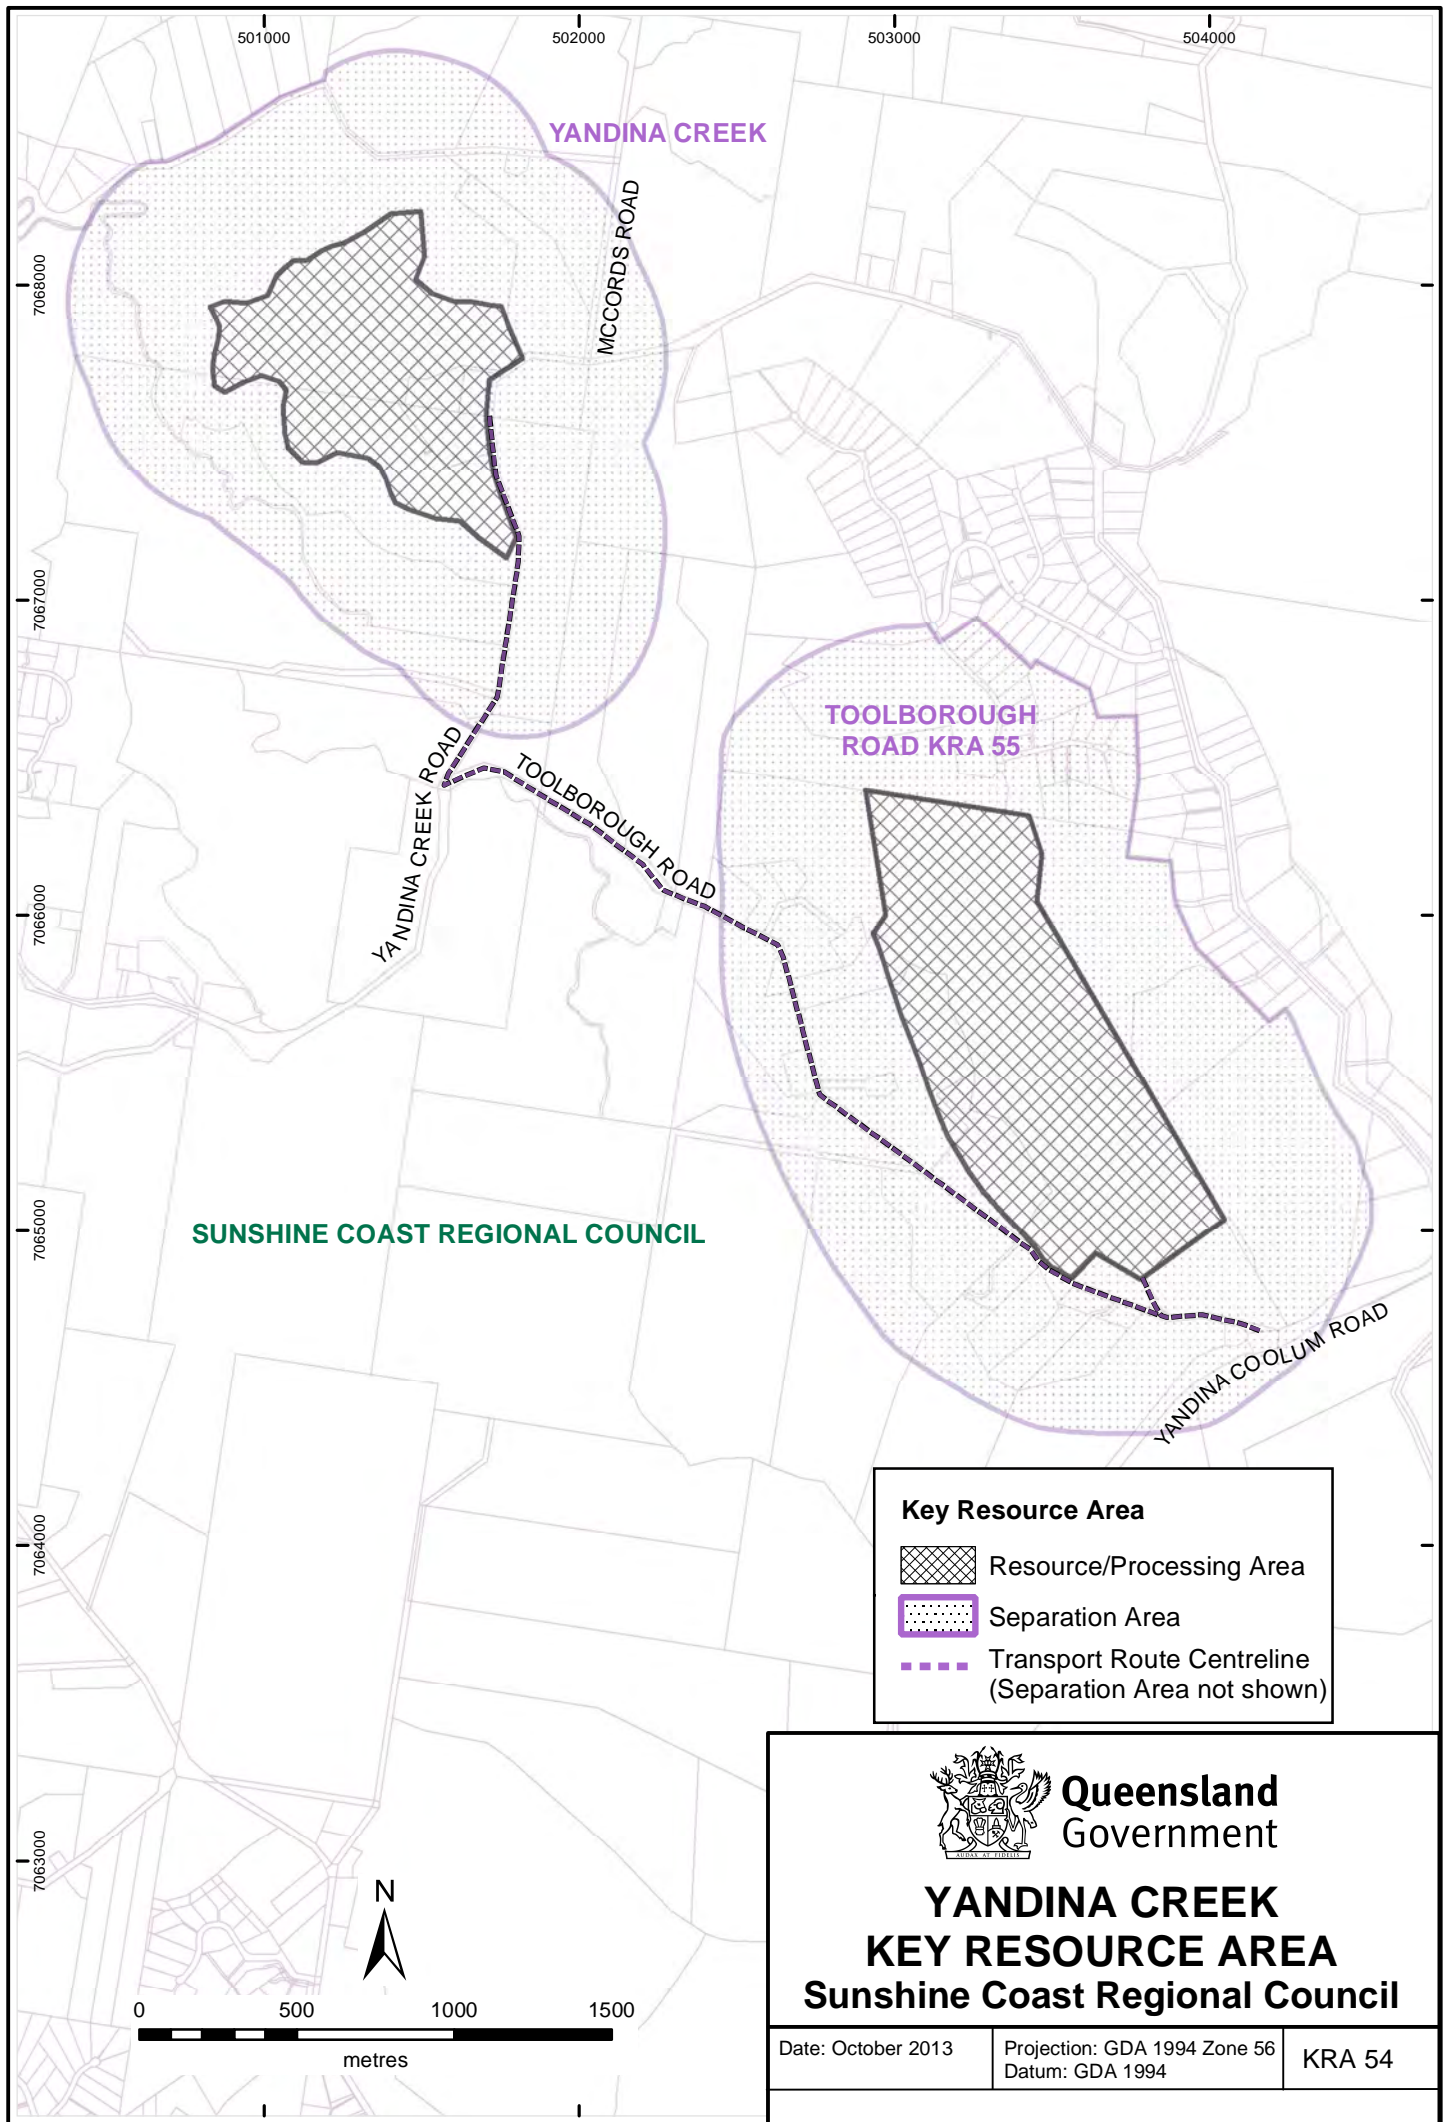 501000
502000
503000
504000
YANDINA CREEK
MCCORDS ROAD
7068000
7067000
TOOLBOROUGH
ROAD KRA 55
YANDINA CREEK ROAD
TOOLBOROUGH ROAD
7066000
SUNSHINE COAST REGIONAL COUNCIL
7065000
YANDINA COOLUM ROAD
7064000
7063000
Key Resource Area
Resource/Processing Area
Separation Area
Transport Route Centreline
(Separation Area not shown)
N
0 500 1000 1500
metres
AUDAX AT FIDELIS
Queensland
Government
YANDINA CREEK
KEY RESOURCE AREA
Sunshine Coast Regional Council
Date: October 2013
Projection: GDA 1994 Zone 56
Datum: GDA 1994
KRA 54